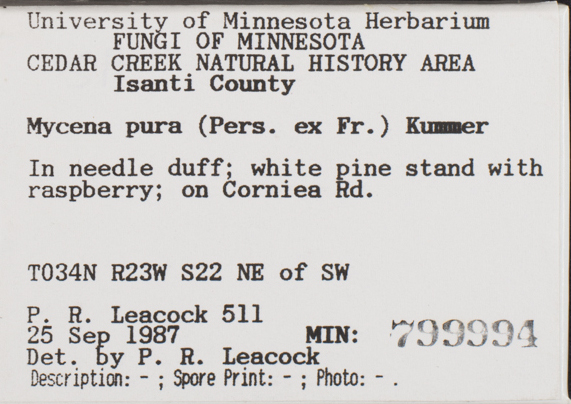 University of Minnesota Herbarium
FUNGI OF MINNESOTA
CEDAR CREEK NATURAL HISTORY AREA
Isanti County
Mycena pura (Pers. ex Fr.) Kummer
In needle duff; white pine stand with
raspberry; on Corniea Rd.
T034N R23W S22 NE of SW
P. R. Leacock 511
25 Sep 1987 MIN: 799994
Det. by P. R. Leacock
Description: - ; Spore Print: - ; Photo: - .